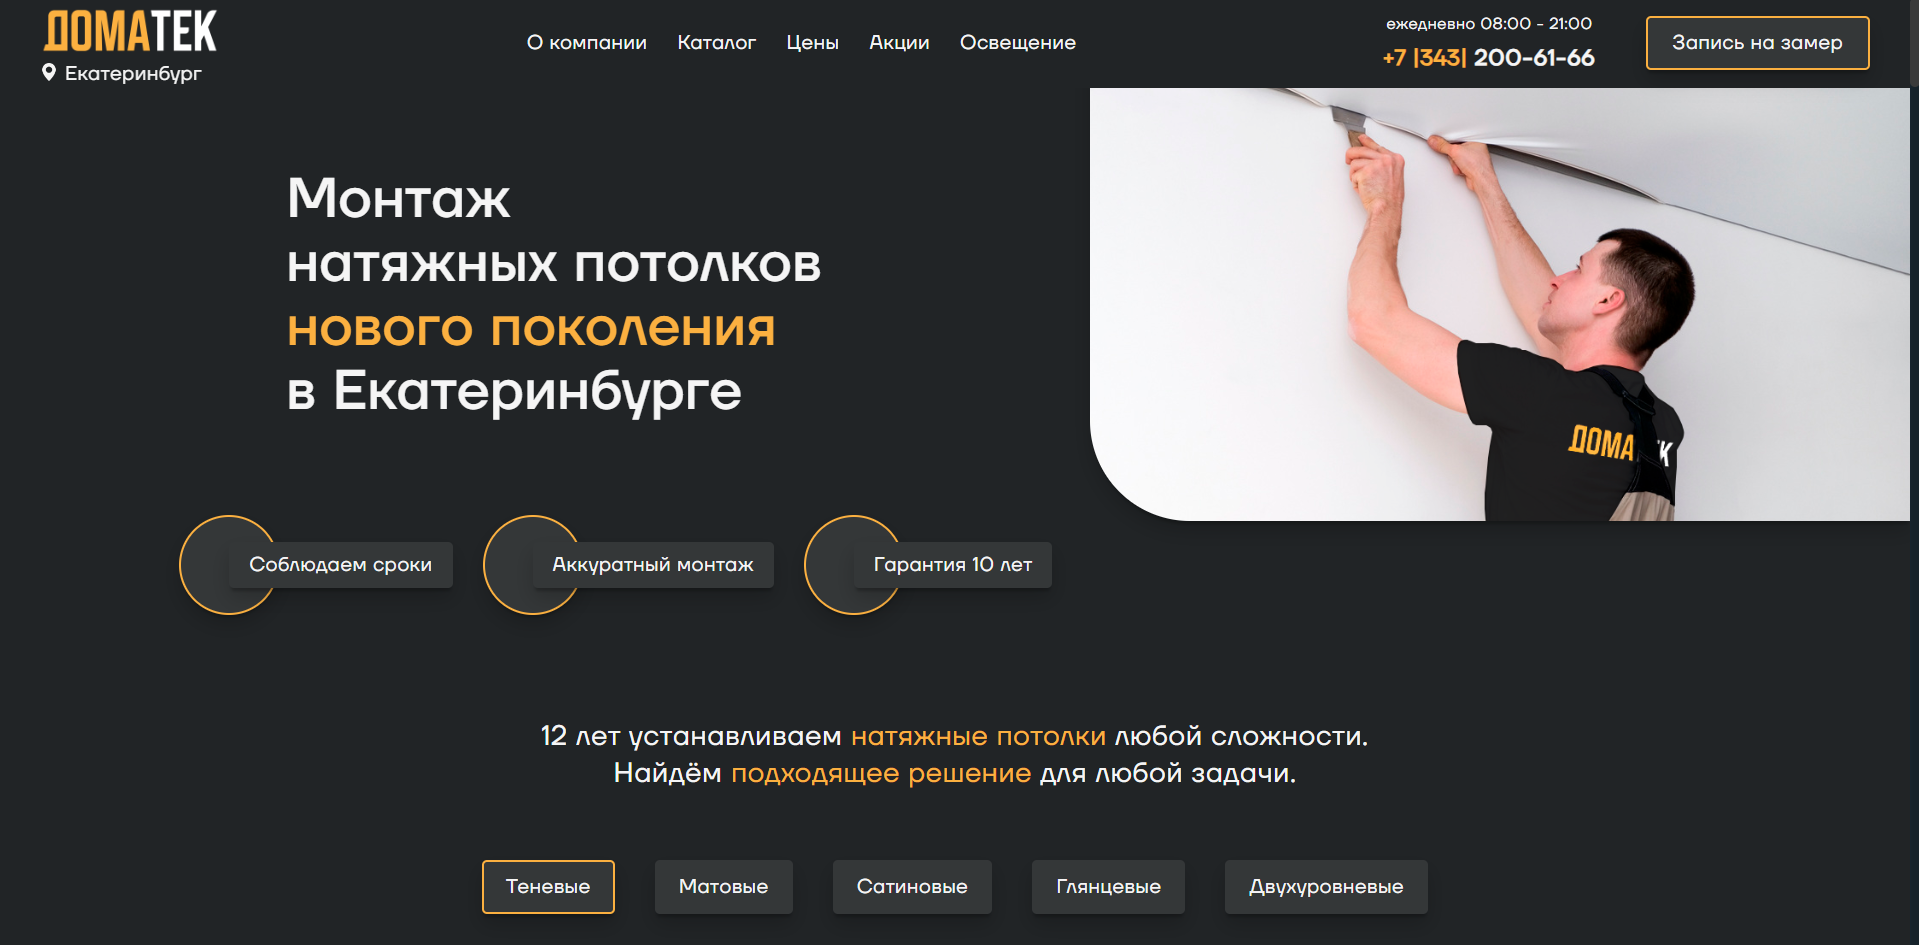 ДОМАТЕК
Екатеринбург
О компании Каталог Цены Акции Освещение
ежедневно 08:00 - 21:00
+7 |343| 200-61-66
Запись на замер
Монтаж
натяжных потолков
нового поколения
в Екатеринбурге
ДОМА ЕК
Соблюдаем сроки
Аккуратный монтаж
Гарантия 10 лет
12 лет устанавливаем натяжные потолки любой сложности.
Найдём подходящее решение для любой задачи.
Теневые
Матовые
Сатиновые
Глянцевые
Двухуровневые